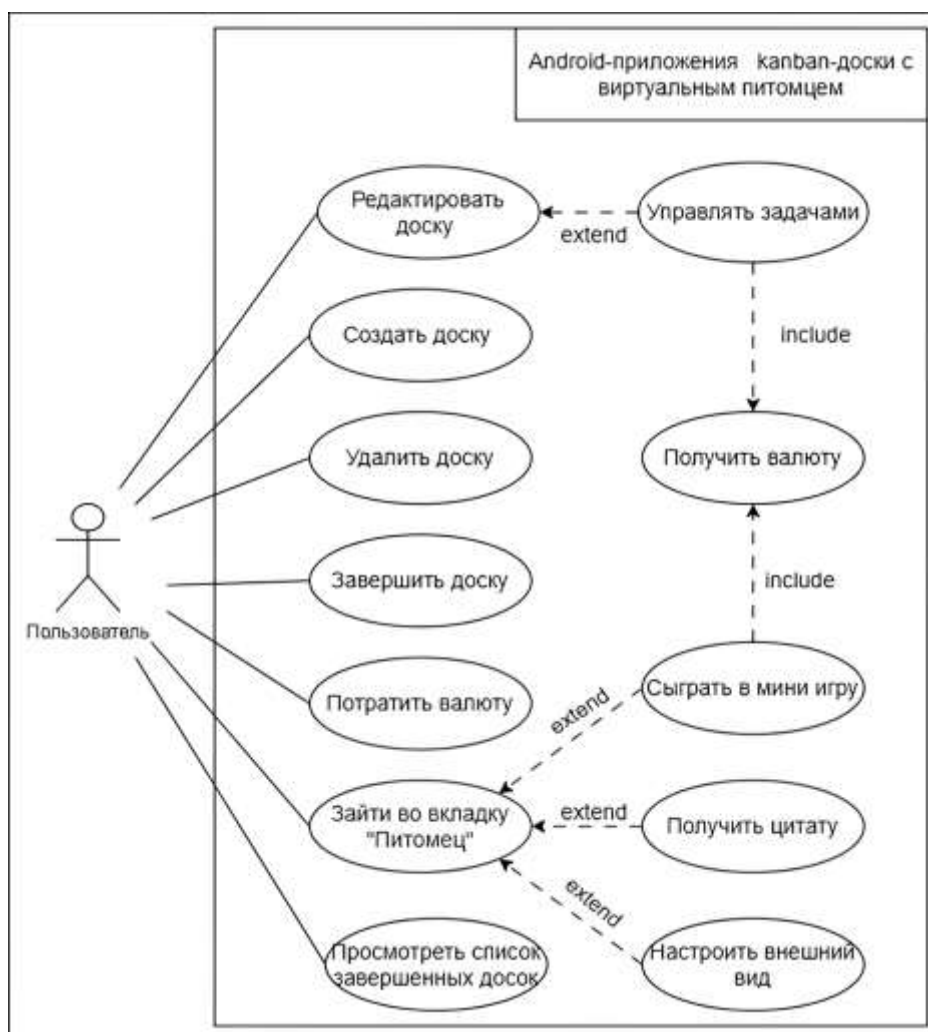 Android-приложения kanban-доски с
виртуальным питомцем
Редактировать
доску
extend
Управлять задачами
Создать доску
include
Удалить доску
Получить валюту
Завершить доску
include
Пользователь
Потратить валюту
extend
Сыграть в мини игру
Зайти во вкладку
"Питомец"
extend
Получить цитату
extend
Просмотреть список
завершенных досок
Настроить внешний
вид